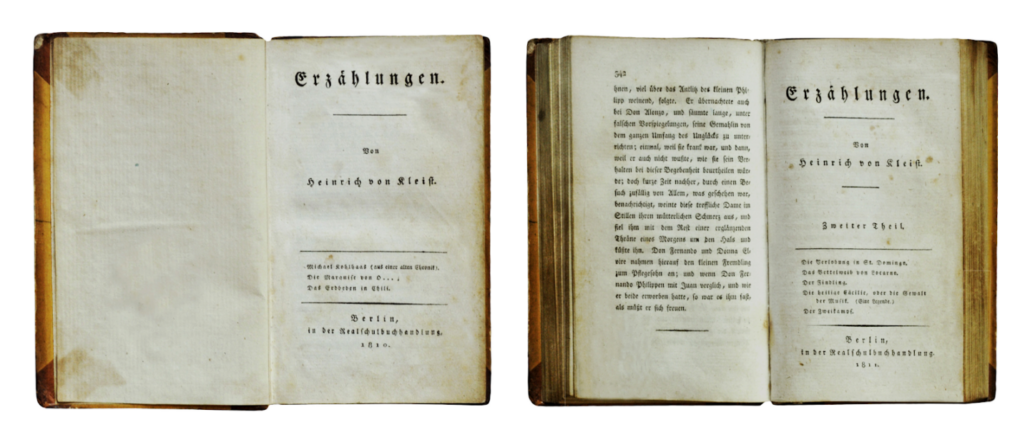 Erzählungen.
Von
Heinrich von Kleist.
Michael Kohlhaas (aus einer alten Chronik).
Die Marquise von O....
Das Erdbeben in Chili.
Berlin,
in der Realschulbuchhandlung.
1810.
342
ihnen, viel über das Antlitz des kleinen Phi-
lipp weinend, folgte. Er übernachtete auch
bei Don Alonzo, und säumte lange, unter
falschen Vorspiegelungen, seine Gemahlin von
dem ganzen Umfang des Unglücks zu unter-
richten; einmal, weil sie krank war, und dann,
weil er auch nicht wußte, wie sie sein Ver-
halten bei dieser Begebenheit beurtheilen wür-
de; doch kurze Zeit nachher, durch einen Be-
such zufällig von Allem, was geschehen war,
benachrichtigt, weinte diese treffliche Dame im
Stillen ihren mütterlichen Schmerz aus, und
fiel ihm mit dem Rest einer erglänzenden
Thräne eines Morgens um den Hals und
küßte ihn. Don Fernando und Donna El-
vire nahmen hierauf den kleinen Fremdling
zum Pflegesohn an; und wenn Don Fer-
nando Philippen mit Juan verglich, und wie
er beide erworben hatte, so war es ihm fast,
als müßt er sich freuen.
Erzählungen.
Von
Heinrich von Kleist.
Zweiter Theil.
Die Verlobung in St. Domingo.
Das Bettelweib von Locarno.
Der Findling.
Die heilige Cäcilie, oder die Gewalt
der Musik. (Eine Legende.)
Der Zweikampf.
Berlin,
in der Realschulbuchhandlung.
1811.